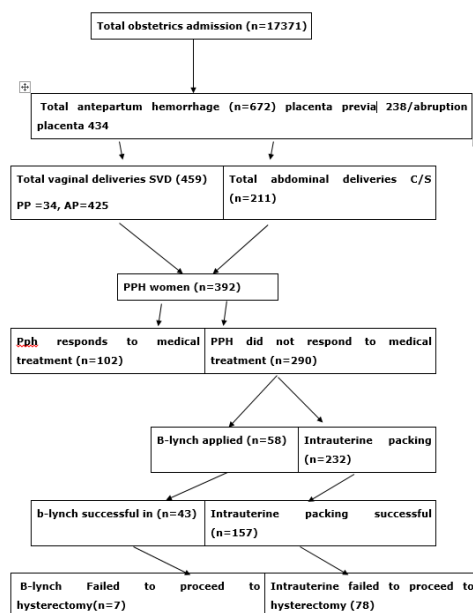 Total obstetrics admission (n=17371)
Total antepartum hemorrhage (n=672) placenta previa 238/abruption
placenta 434
Total vaginal deliveries SVD (459)
PP =34, AP=425
Total abdominal deliveries C/S
(n=211)
PPH women (n=392)
Pph responds to medical
treatment (n=102)
PPH did not respond to medical
treatment (n=290)
B-lynch applied (n=58)
Intrauterine packing
(n=232)
b-lynch successful in (n=43)
Intrauterine packing successful
(n=157)
B-Lynch Failed to proceed to
hysterectomy(n=7)
Intrauterine failed to proceed to
hysterectomy (78)